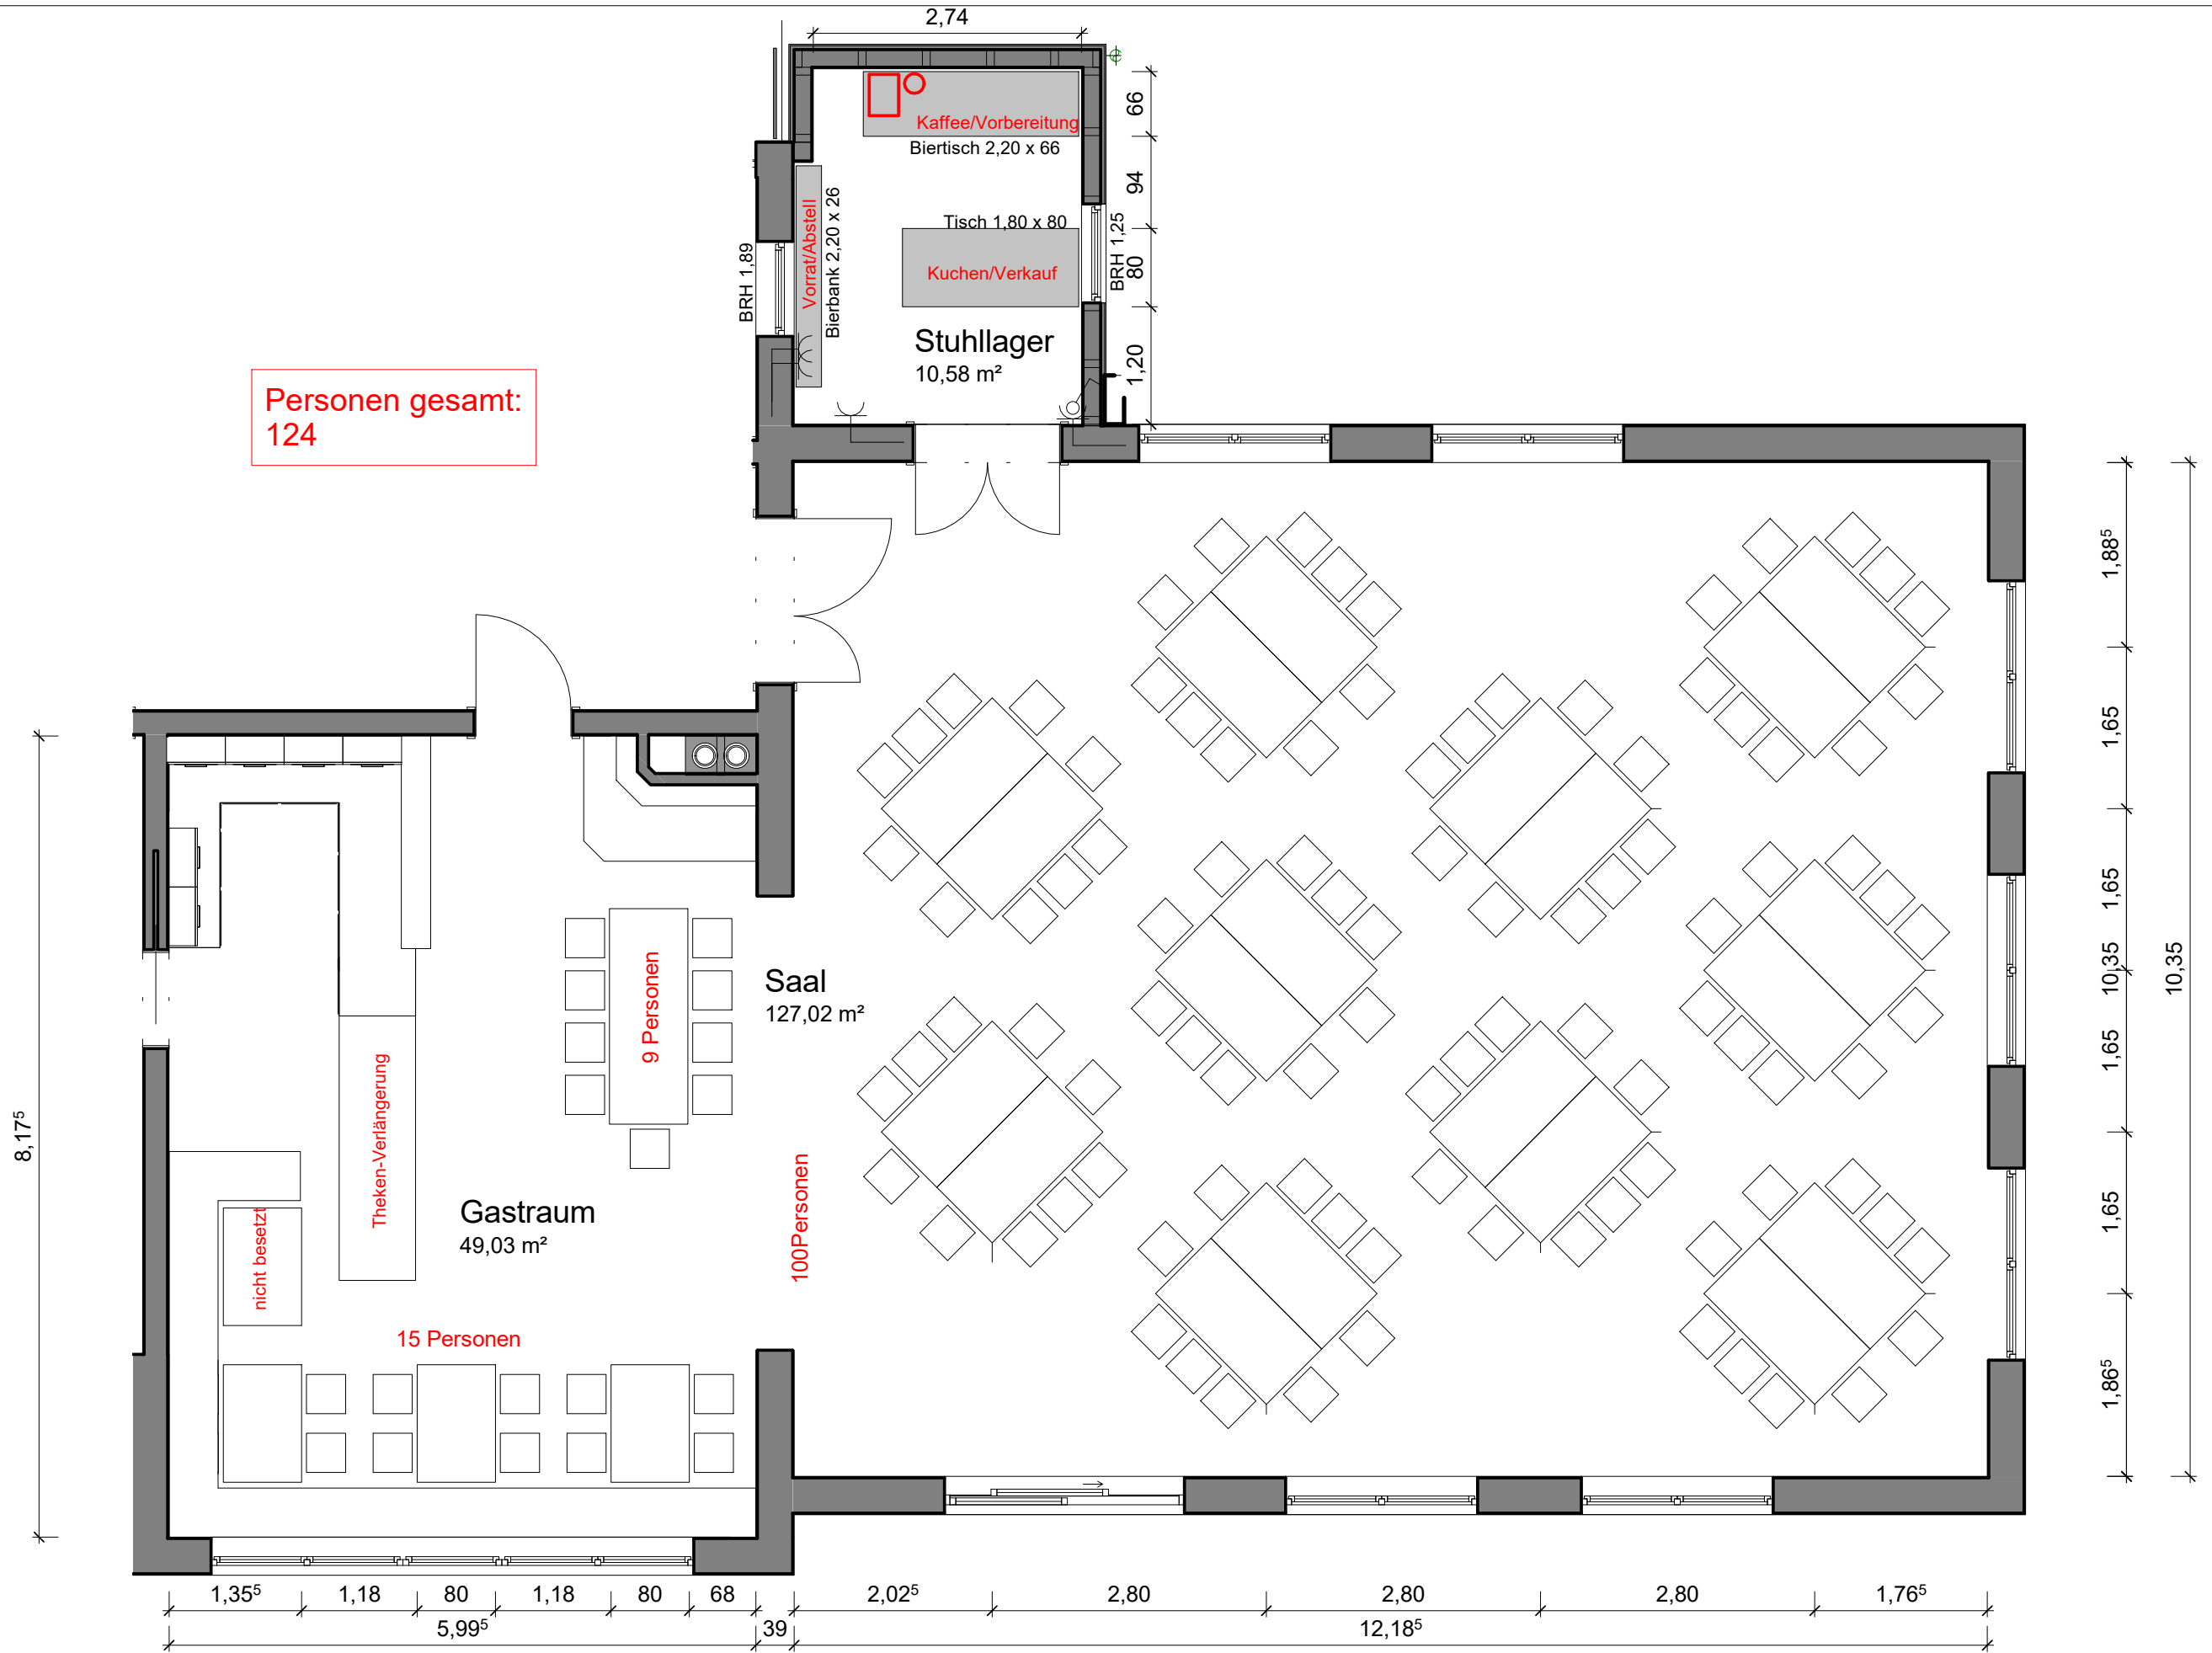 2,74
66
Kaffee/Vorbereitung
Biertisch 2,20 x 66
94
Vorrat/Abstell
Bierbank 2,20 x 26
Tisch 1,80 x 80
BRH 1,25
BRH 1,89
Kuchen/Verkauf
80
Stuhllager
10,58 m²
1,20
Personen gesamt:
124
1,88⁵
1,65
1,65
10,35
10,35
1,65
1,65
1,86⁵
9 Personen
Saal
127,02 m²
8,17⁵
Theken-Verlängerung
100Personen
Gastraum
49,03 m²
nicht besetzt
15 Personen
1,35⁵ 1,18 80 1,18 80 68 2,02⁵ 2,80 2,80 2,80 1,76⁵
5,99⁵ 39 12,18⁵